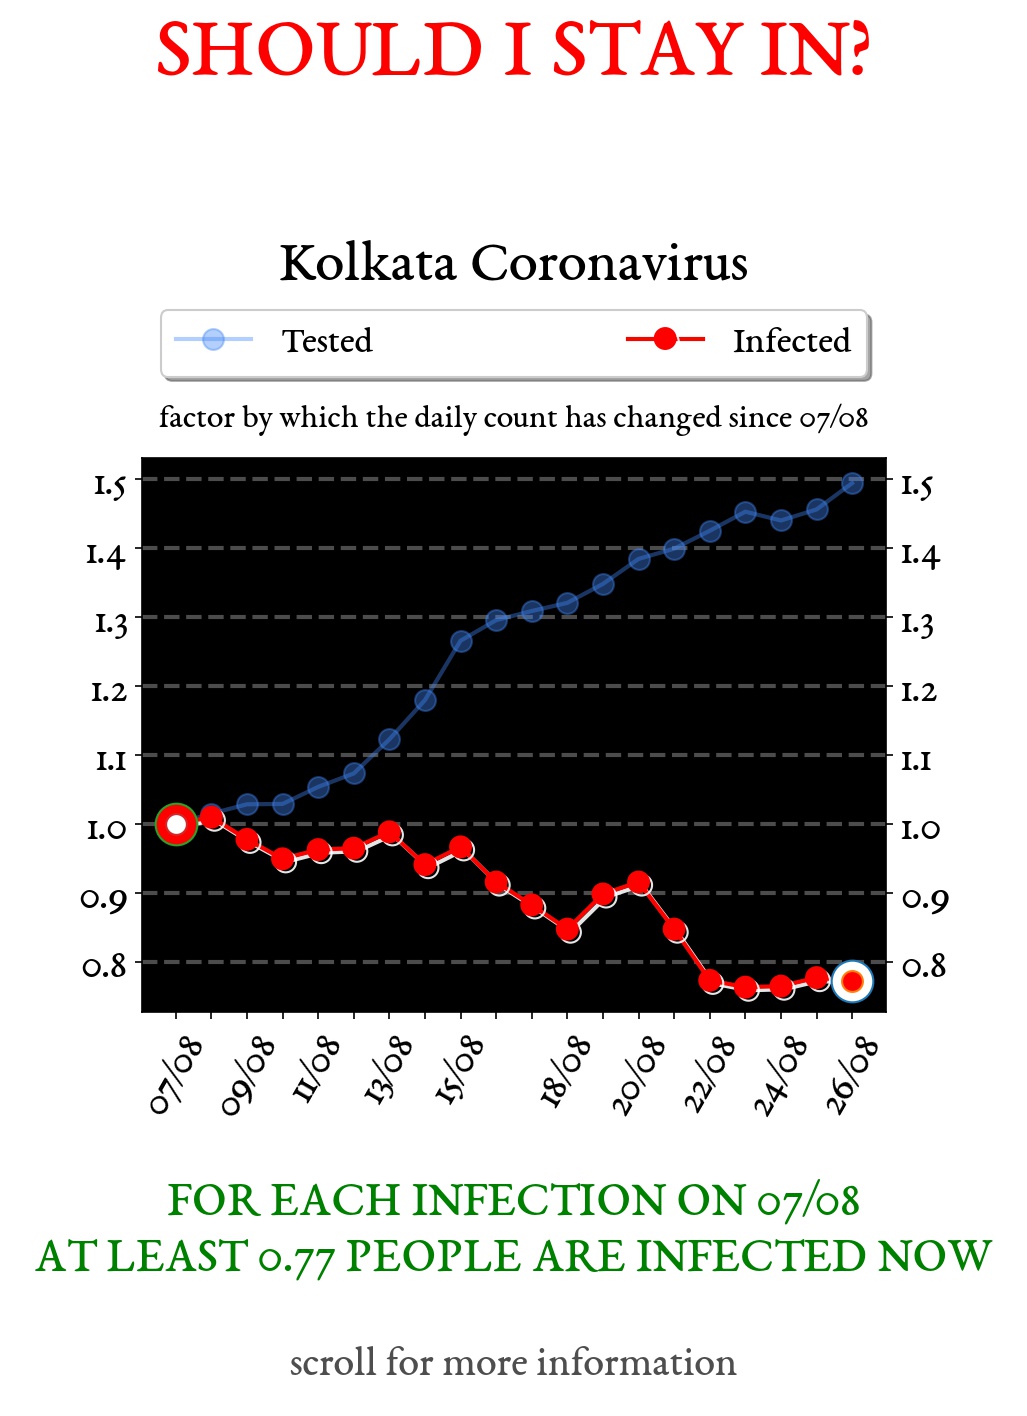 SHOULD I STAY IN?
Kolkata Coronavirus
Tested Infected
factor by which the daily count has changed since 07/08
1.5 1.5
1.4 1.4
1.3 1.3
1.2 1.2
1.1 1.1
1.0 1.0
0.9 0.9
0.8 0.8
07/08 09/08 11/08 13/08 15/08 18/08 20/08 22/08 24/08 26/08
FOR EACH INFECTION ON 07/08
AT LEAST 0.77 PEOPLE ARE INFECTED NOW
scroll for more information